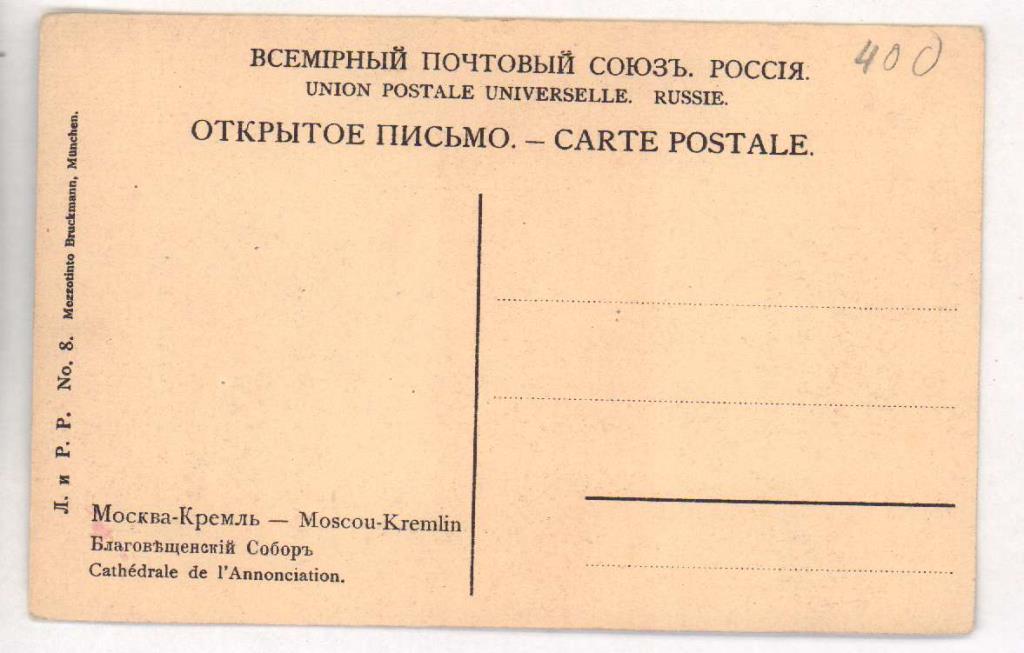 ВСЕМІРНЫЙ ПОЧТОВЫЙ СОЮЗЪ. РОССІЯ.
UNION POSTALE UNIVERSELLE. RUSSIE.
ОТКРЫТОЕ ПИСЬМО. — CARTE POSTALE.
400
Л. и Р. Р. No. 8. Mezzotinto Bruckmann, München.
Москва-Кремль — Moscou-Kremlin
Благовѣщенскій Соборъ
Cathédrale de l'Annonciation.